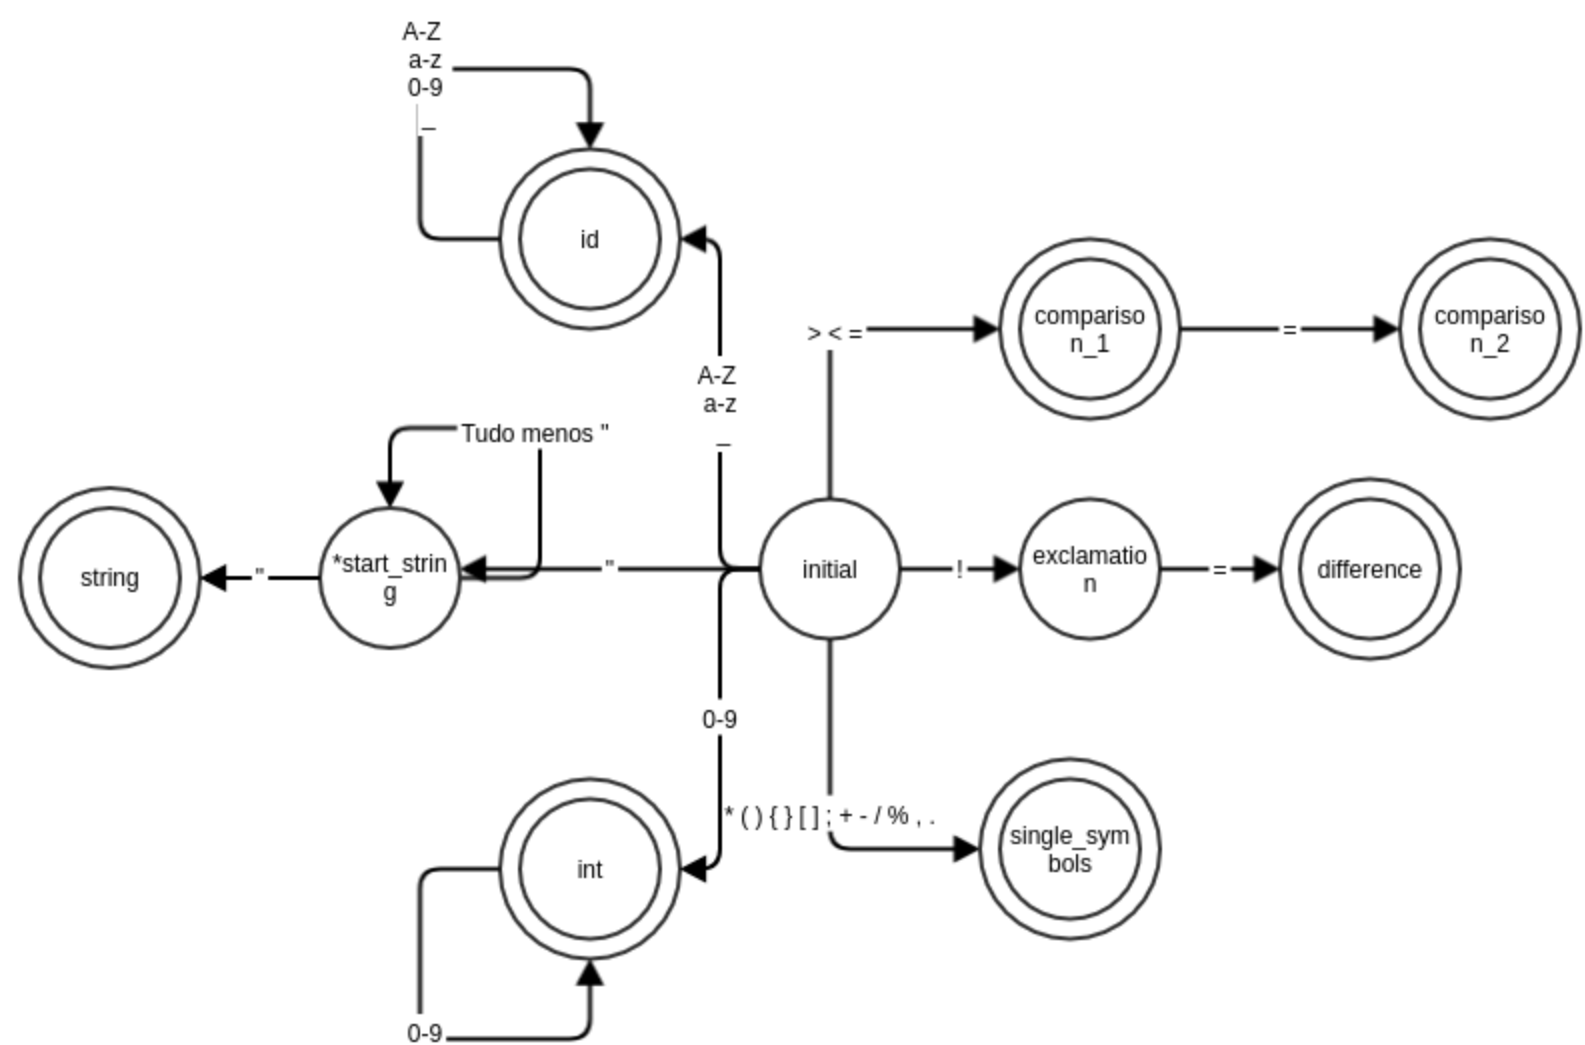 A-Z
a-z
0-9
_
id
> < =
compariso
n_1
=
compariso
n_2
A-Z
a-z
_
Tudo menos "
string
"
*start_strin
g
"
initial
!
exclamatio
n
=
difference
0-9
* ( ) { } [ ] ; + - / % , .
single_sym
bols
int
0-9